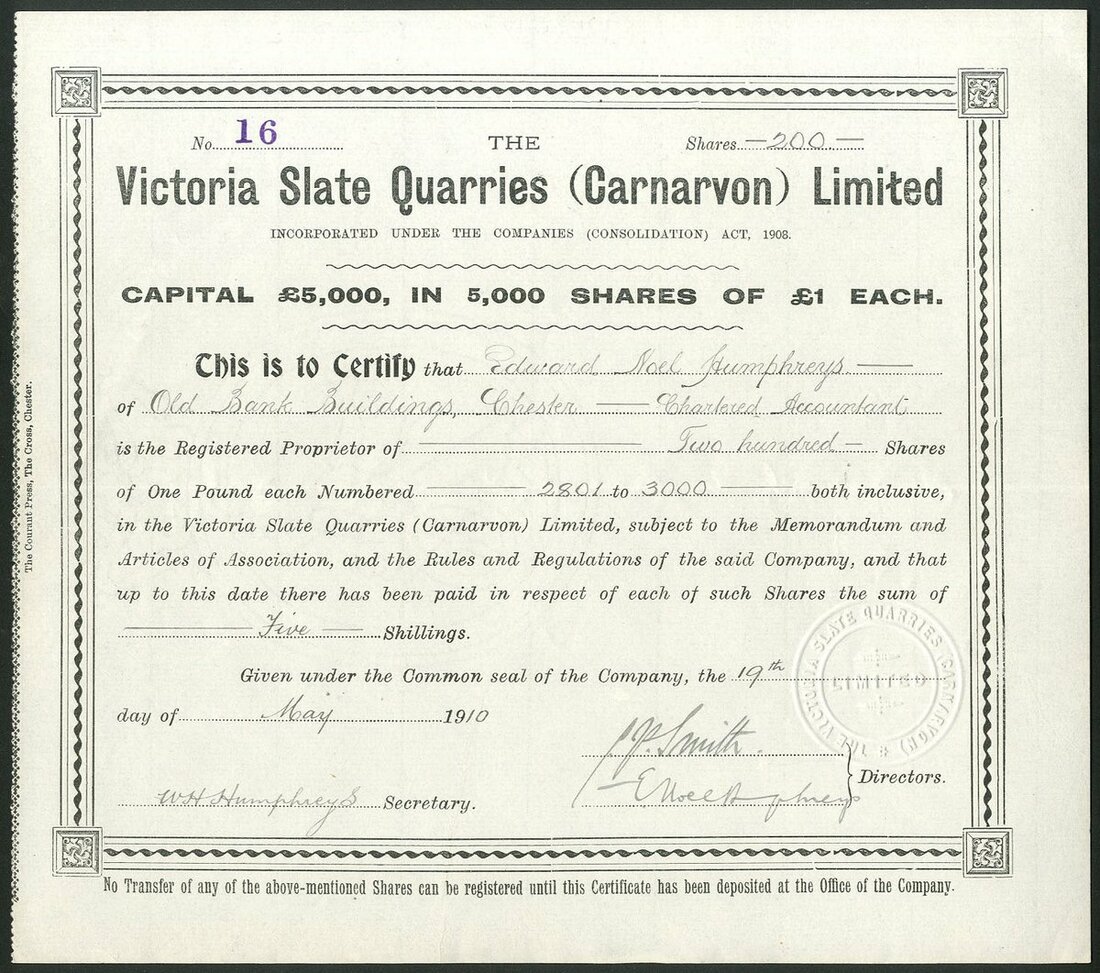 No. 16 THE Shares — 200 —
Victoria Slate Quarries (Carnarvon) Limited
INCORPORATED UNDER THE COMPANIES (CONSOLIDATION) ACT, 1908.
CAPITAL £5,000, IN 5,000 SHARES OF £1 EACH.
This is to Certify that Edward Noel Humphreys —
of Old Bank Buildings, Chester — Chartered Accountant
is the Registered Proprietor of — Two hundred — Shares
of One Pound each Numbered — 2801 to 3000 — both inclusive,
in the Victoria Slate Quarries (Carnarvon) Limited, subject to the Memorandum and
Articles of Association, and the Rules and Regulations of the said Company, and that
up to this date there has been paid in respect of each of such Shares the sum of
— Five — Shillings.
Given under the Common seal of the Company, the 19th
day of May 1910
J P Smith.
E Noel Humphreys
Directors.
W H Humphreys Secretary.
No Transfer of any of the above-mentioned Shares can be registered until this Certificate has been deposited at the Office of the Company.
The Courant Press, The Cross, Chester.
THE VICTORIA SLATE QUARRIES (CARNARVON)
LIMITED